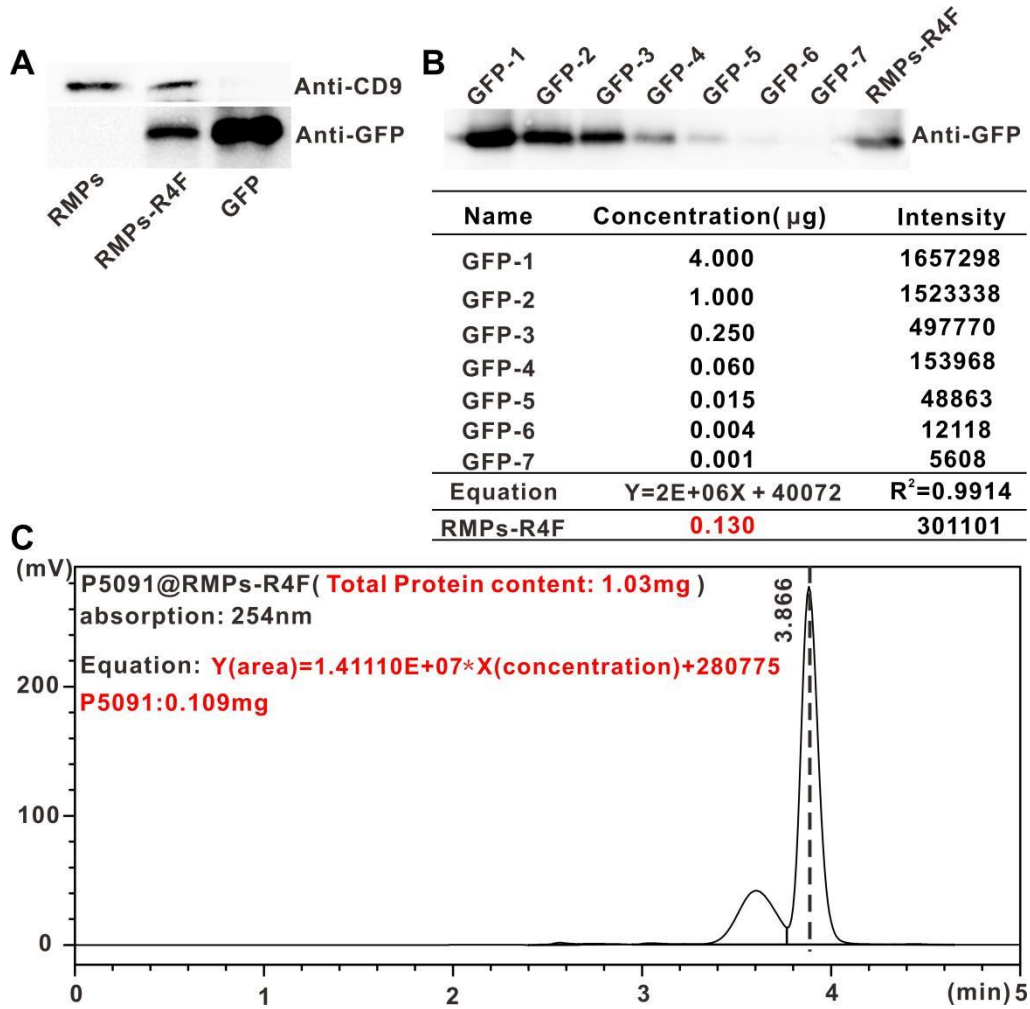 A
Anti-CD9
Anti-GFP
RMPs
RMPs-R4F
GFP
B
GFP-1
GFP-2
GFP-3
GFP-4
GFP-5
GFP-6
GFP-7
RMPs-R4F
Anti-GFP
Name Concentration( μg) Intensity
GFP-1 4.000 1657298
GFP-2 1.000 1523338
GFP-3 0.250 497770
GFP-4 0.060 153968
GFP-5 0.015 48863
GFP-6 0.004 12118
GFP-7 0.001 5608
Equation Y=2E+06X + 40072 R²=0.9914
RMPs-R4F 0.130 301101
C
(mV)
P5091@RMPs-R4F( Total Protein content: 1.03mg )
absorption: 254nm
Equation: Y(area)=1.41110E+07*X(concentration)+280775
P5091:0.109mg
3.866
200
100
0
0 1 2 3 4 (min) 5